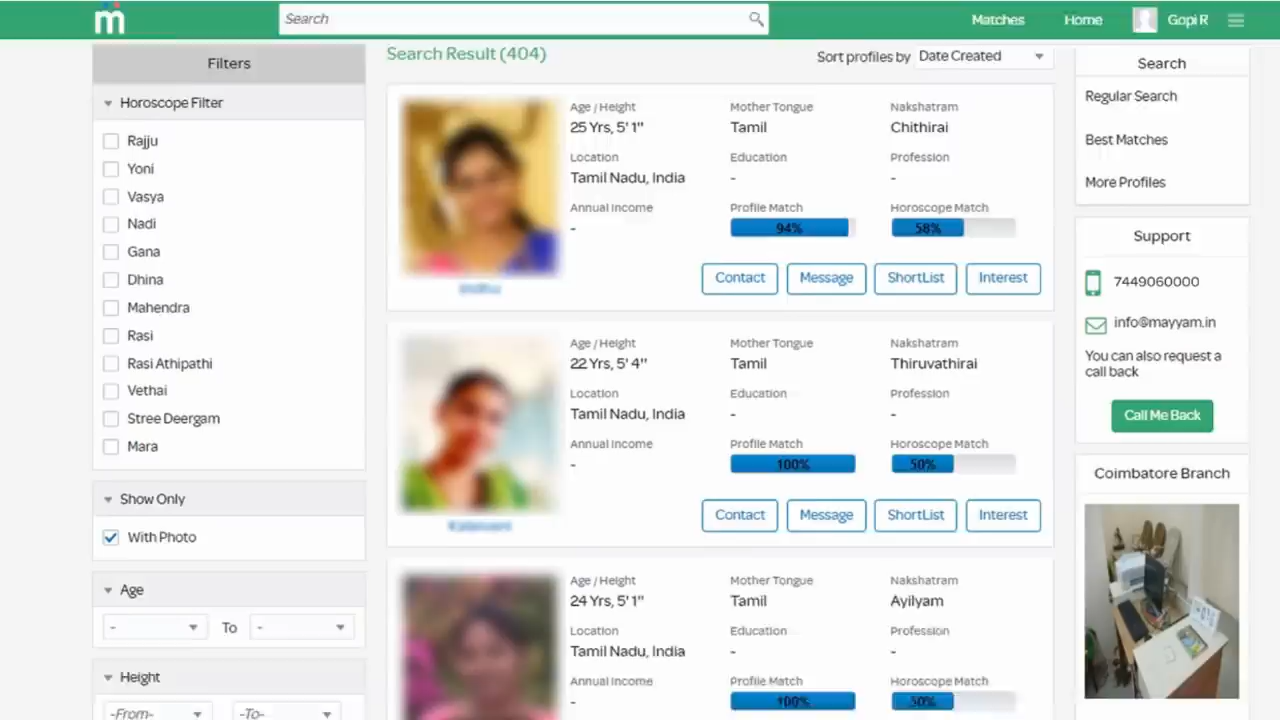 m
Search
Matches
Home
Gopi R
Filters
Horoscope Filter
Rajju
Yoni
Vasya
Nadi
Gana
Dhina
Mahendra
Rasi
Rasi Athipathi
Vethai
Stree Deergam
Mara
Show Only
With Photo
Age
- To -
Height
-From- -To-
Search Result (404)
Sort profiles by Date Created
Age / Height Mother Tongue Nakshatram
25 Yrs, 5' 1" Tamil Chithirai
Location Education Profession
Tamil Nadu, India - -
Annual Income Profile Match Horoscope Match
- 94% 58%
Contact Message ShortList Interest
Age / Height Mother Tongue Nakshatram
22 Yrs, 5' 4" Tamil Thiruvathirai
Location Education Profession
Tamil Nadu, India - -
Annual Income Profile Match Horoscope Match
- 100% 50%
Contact Message ShortList Interest
Age / Height Mother Tongue Nakshatram
24 Yrs, 5' 1" Tamil Ayilyam
Location Education Profession
Tamil Nadu, India - -
Annual Income Profile Match Horoscope Match
- 100% 50%
Search
Regular Search
Best Matches
More Profiles
Support
7449060000
info@mayyam.in
You can also request a
call back
Call Me Back
Coimbatore Branch